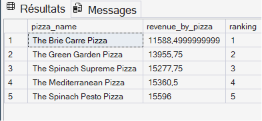 Résultats Messages
pizza_name revenue_by_pizza ranking
1 The Brie Carre Pizza 11588,4999999999 1
2 The Green Garden Pizza 13955,75 2
3 The Spinach Supreme Pizza 15277,75 3
4 The Mediterranean Pizza 15360,5 4
5 The Spinach Pesto Pizza 15596 5